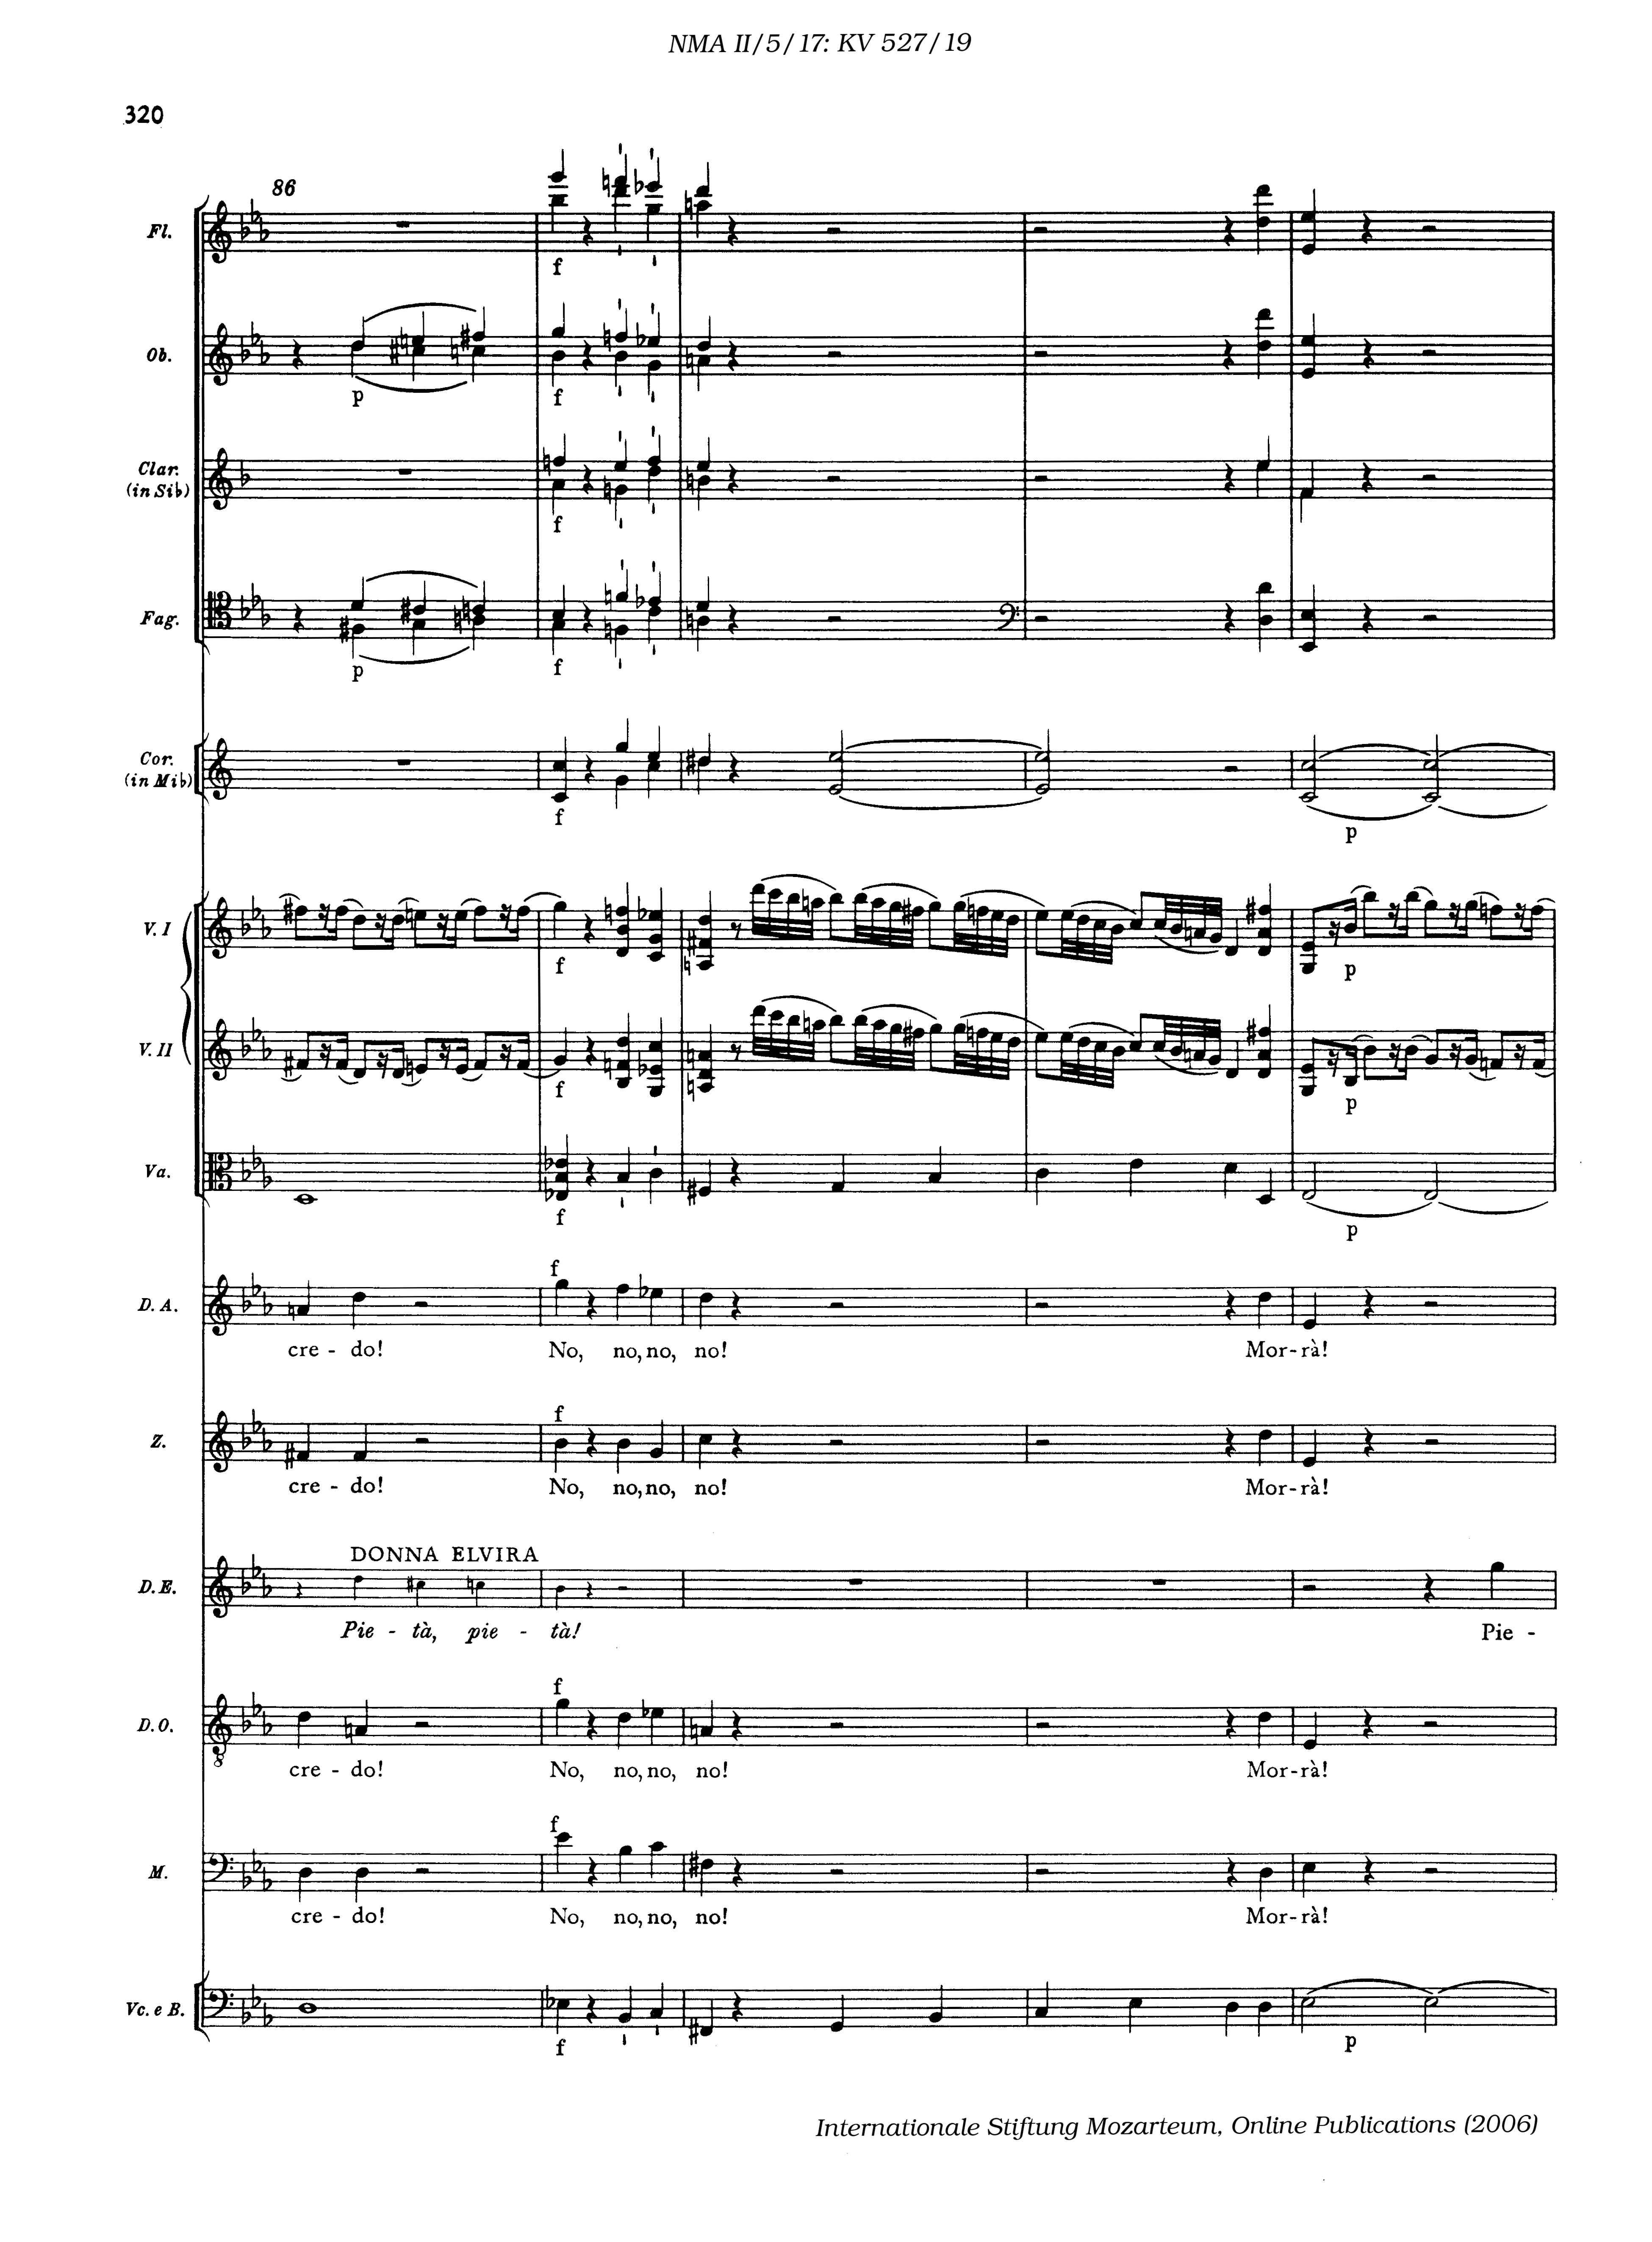 NMA II/5/17: KV 527/19
320
86
Fl.
f
Ob.
p f
Clar.
(in Si♭)
f
Fag.
p f
Cor.
(in Mi♭)
f p
V. I
f p
V. II
f p
Va.
f p
f
D. A.
cre - do! No, no, no, no! Mor - rà!
f
Z.
cre - do! No, no, no, no! Mor - rà!
DONNA ELVIRA
D. E.
Pie - tà, pie - tà! Pie -
f
D. O.
cre - do! No, no, no, no! Mor - rà!
f
M.
cre - do! No, no, no, no! Mor - rà!
Vc. e B.
f p
Internationale Stiftung Mozarteum, Online Publications (2006)